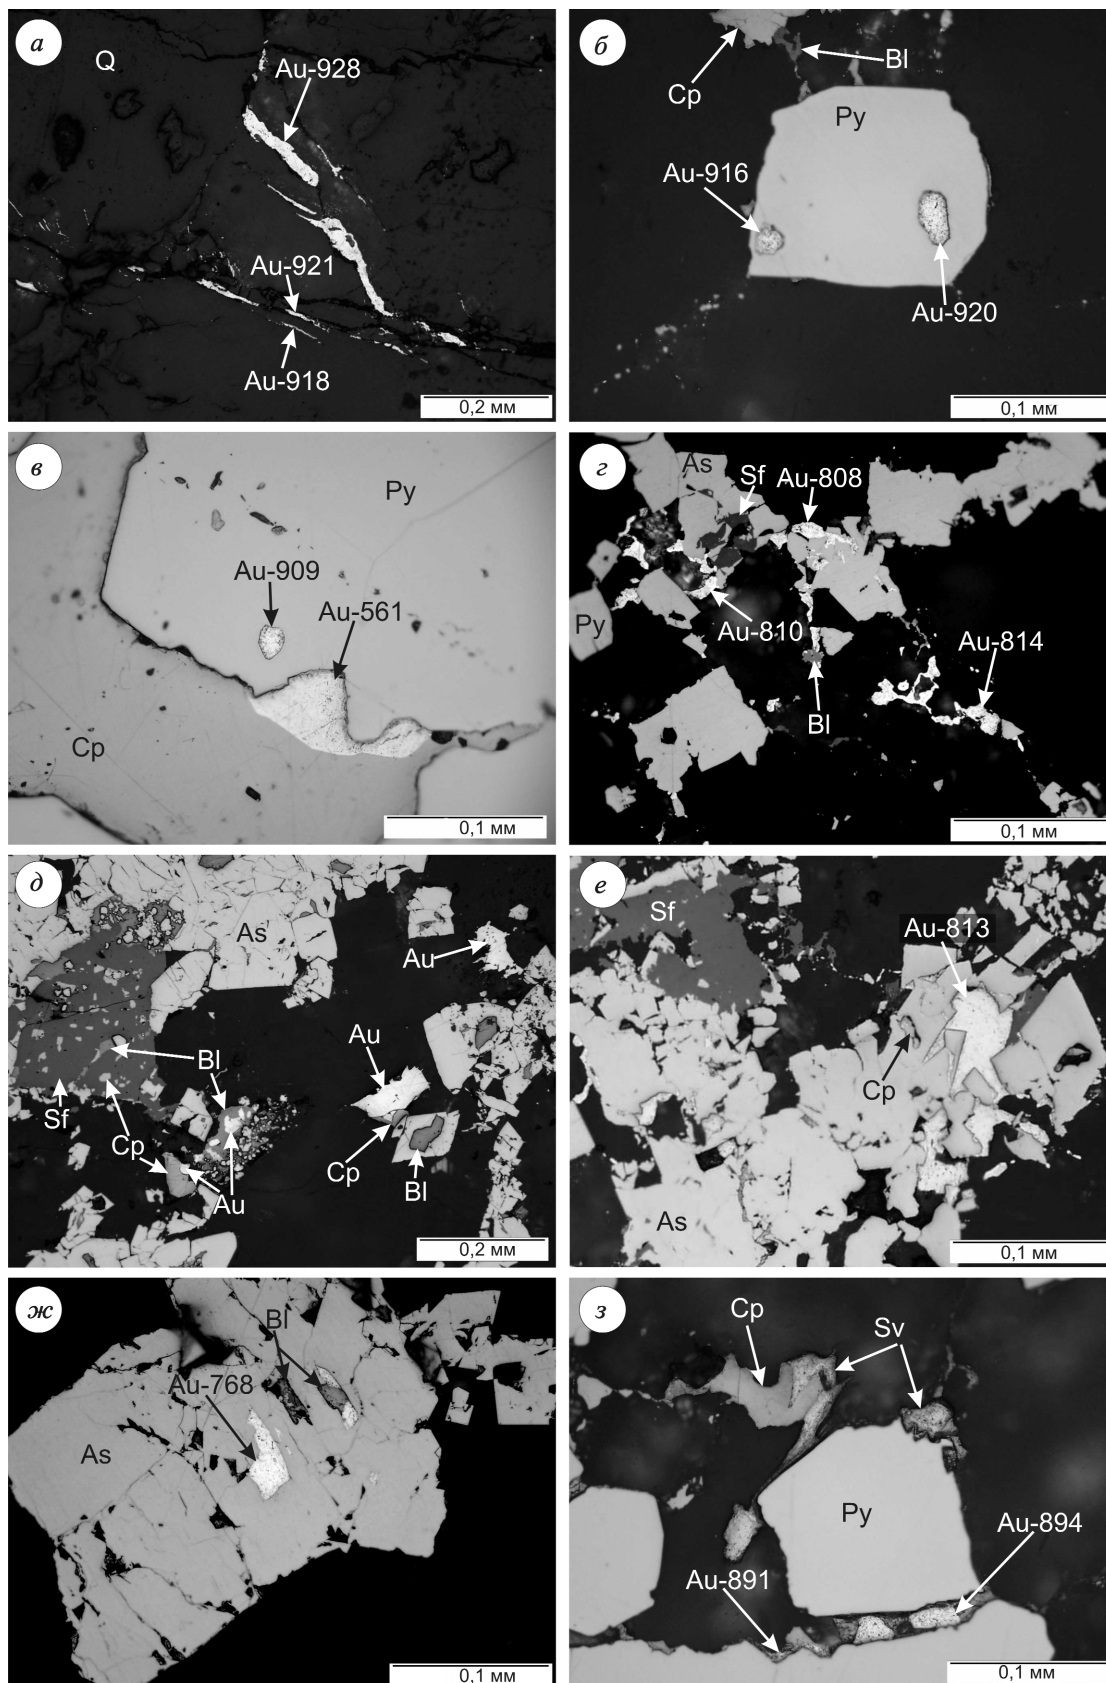 а
Q
Au-928
Au-921
Au-918
0,2 мм
б
Cp
Bl
Py
Au-916
Au-920
0,1 мм
в
Py
Au-909
Au-561
Cp
0,1 мм
г
As
Sf
Au-808
Py
Au-810
Au-814
Bl
0,1 мм
д
As
Au
Au
Bl
Sf
Cp
Cp
Au
Bl
0,2 мм
е
Sf
Au-813
Cp
As
0,1 мм
ж
Bl
Au-768
As
0,1 мм
з
Cp
Sv
Py
Au-894
Au-891
0,1 мм